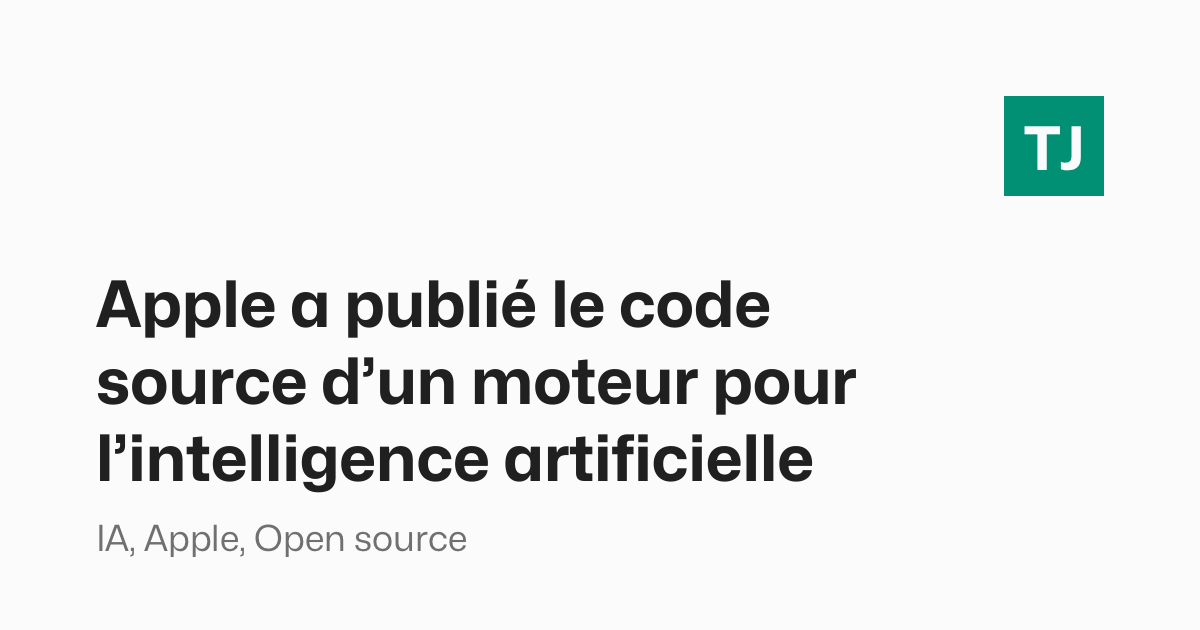 TJ
Apple a publié le code
source d’un moteur pour
l’intelligence artificielle
IA, Apple, Open source